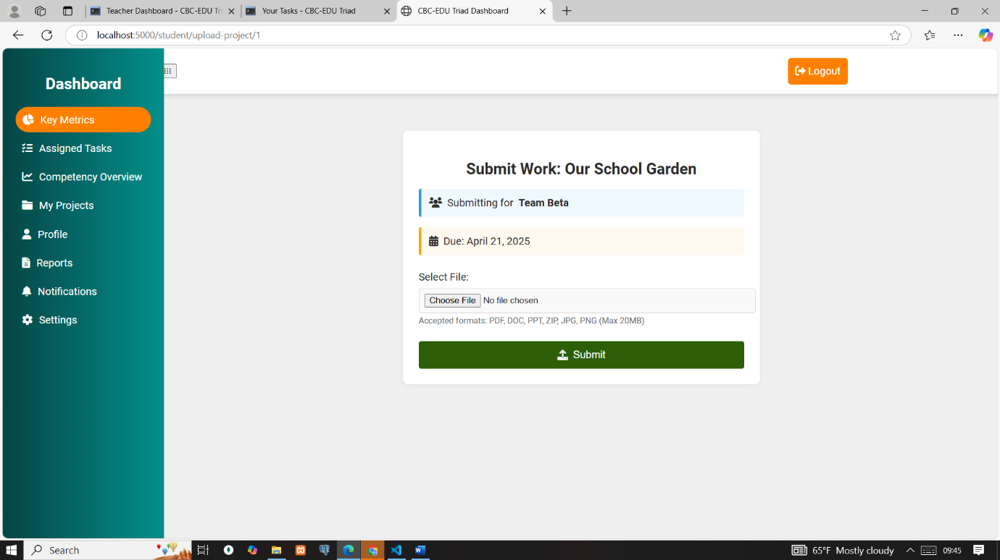 Teacher Dashboard - CBC-EDU Tri
Your Tasks - CBC-EDU Triad
CBC-EDU Triad Dashboard
localhost:5000/student/upload-project/1
Dashboard
Key Metrics
Assigned Tasks
Competency Overview
My Projects
Profile
Reports
Notifications
Settings
Logout
Submit Work: Our School Garden
Submitting for Team Beta
Due: April 21, 2025
Select File:
Choose File No file chosen
Accepted formats: PDF, DOC, PPT, ZIP, JPG, PNG (Max 20MB)
Submit
Search
65°F Mostly cloudy
09:45